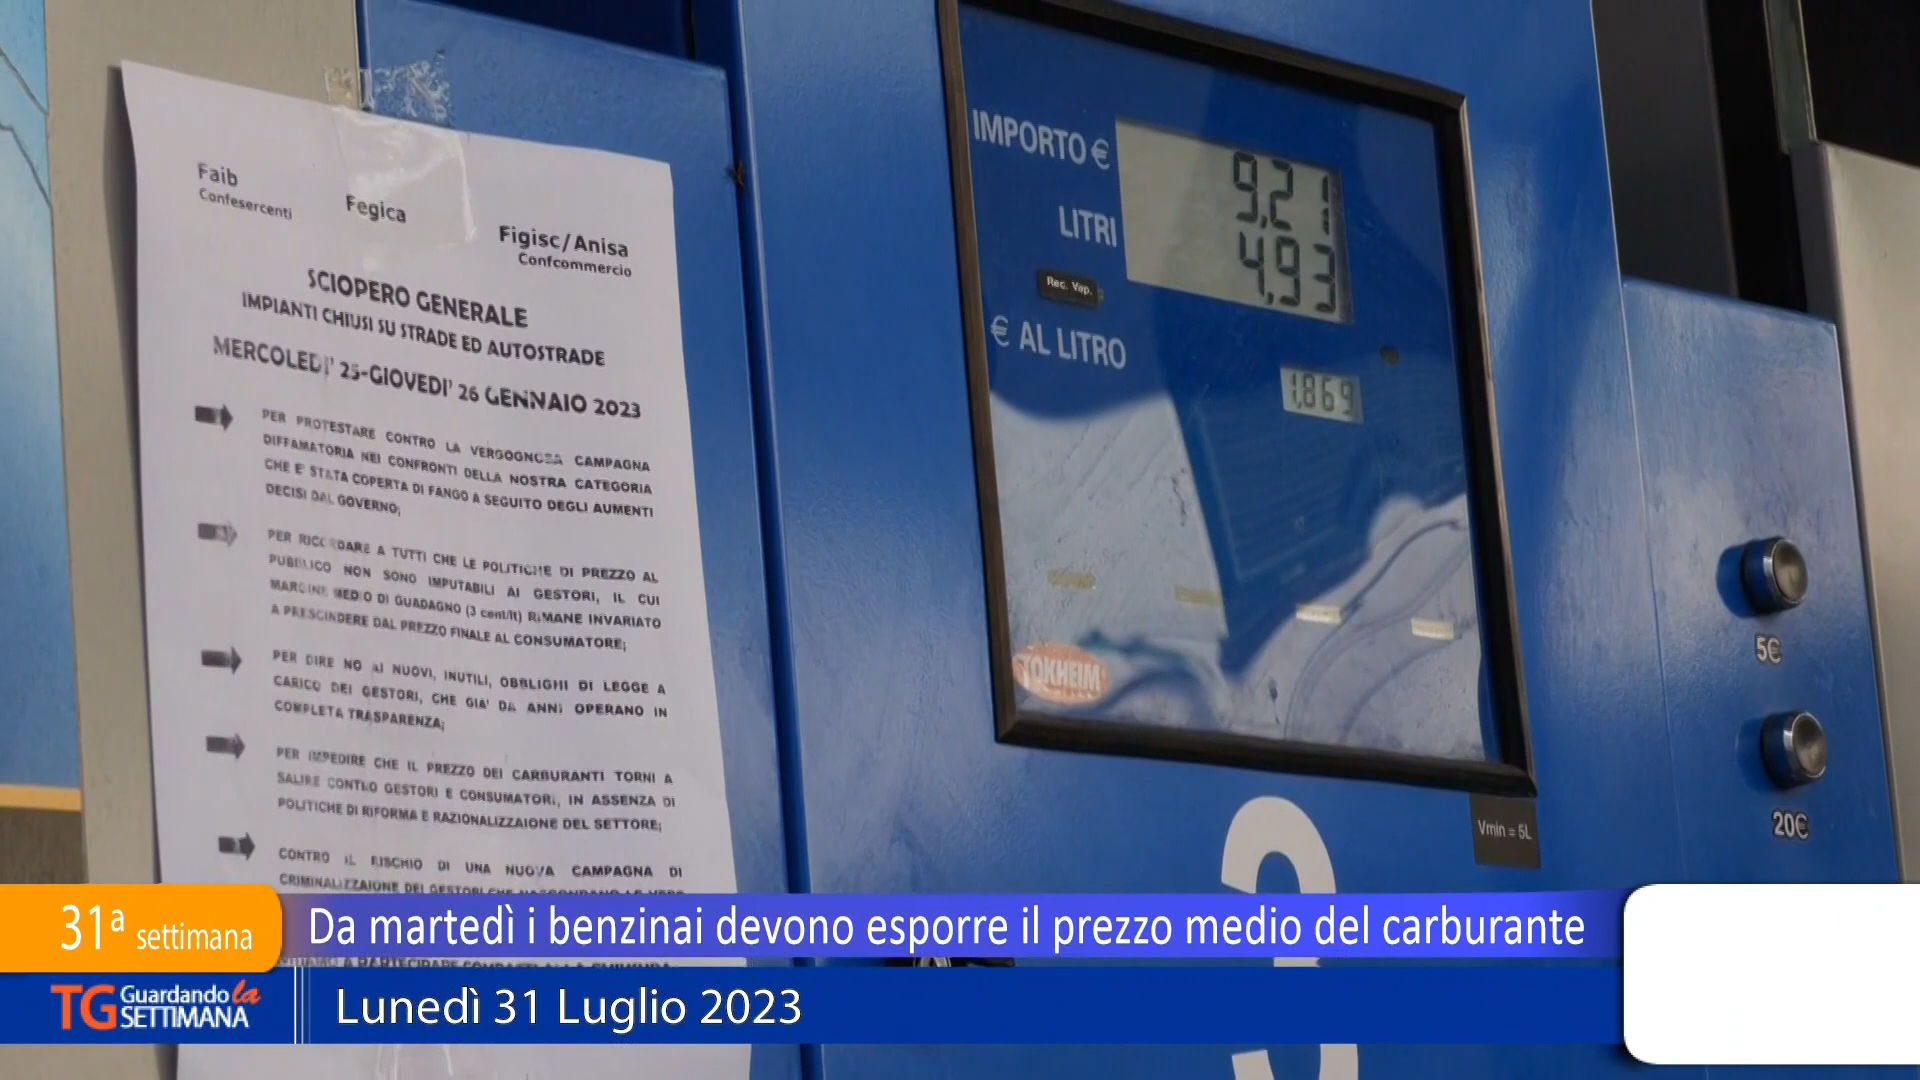 Faib
Confesercenti
Fegica
Figisc/Anisa
Confcommercio
SCIOPERO GENERALE
IMPIANTI CHIUSI SU STRADE ED AUTOSTRADE
MERCOLEDI' 25-GIOVEDI' 26 GENNAIO 2023
PER PROTESTARE CONTRO LA VERGOGNOSA CAMPAGNA
DIFFAMATORIA NEI CONFRONTI DELLA NOSTRA CATEGORIA
CHE E' STATA COPERTA DI FANGO A SEGUITO DEGLI AUMENTI
DECISI DAL GOVERNO;
PER RICORDARE A TUTTI CHE LE POLITICHE DI PREZZO AL
PUBBLICO NON SONO IMPUTABILI AI GESTORI, IL CUI
MARGINE MEDIO DI GUADAGNO (3 cent/lt) RIMANE INVARIATO
A PRESCINDERE DAL PREZZO FINALE AL CONSUMATORE;
PER DIRE NO AI NUOVI, INUTILI, OBBLIGHI DI LEGGE A
CARICO DEI GESTORI, CHE GIA' DA ANNI OPERANO IN
COMPLETA TRASPARENZA;
PER IMPEDIRE CHE IL PREZZO DEI CARBURANTI TORNI A
SALIRE CONTRO GESTORI E CONSUMATORI, IN ASSENZA DI
POLITICHE DI RIFORMA E RAZIONALIZZAIONE DEL SETTORE;
CONTRO IL RISCHIO DI UNA NUOVA CAMPAGNA DI
CRIMINALIZZAIONE DEI GESTORI CHE
IMPORTO €
9,21
LITRI
4,93
Rec. Vap.
€ AL LITRO
1,869
TOKHEIM
Vmin = 5L
5€
20€
3
31ª settimana
Da martedì i benzinai devono esporre il prezzo medio del carburante
TG Guardando la SETTIMANA
Lunedì 31 Luglio 2023